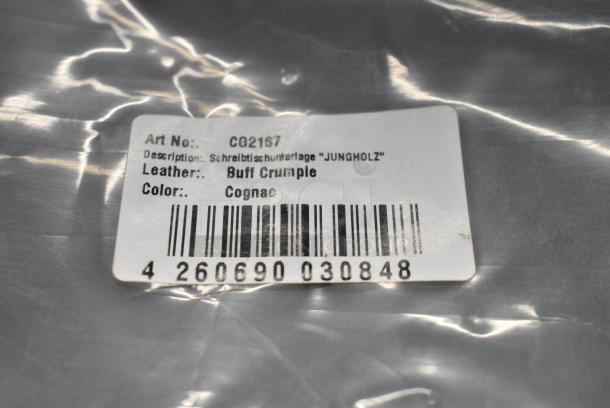 Art No:. CG2167
Description:. Schreibtischunterlage "JUNGHOLZ"
Leather:. Buff Crumple
Color:. Cognac
4 260690 030848